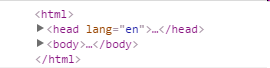 <html>
▶<head lang="en">…</head>
▶<body>…</body>
</html>